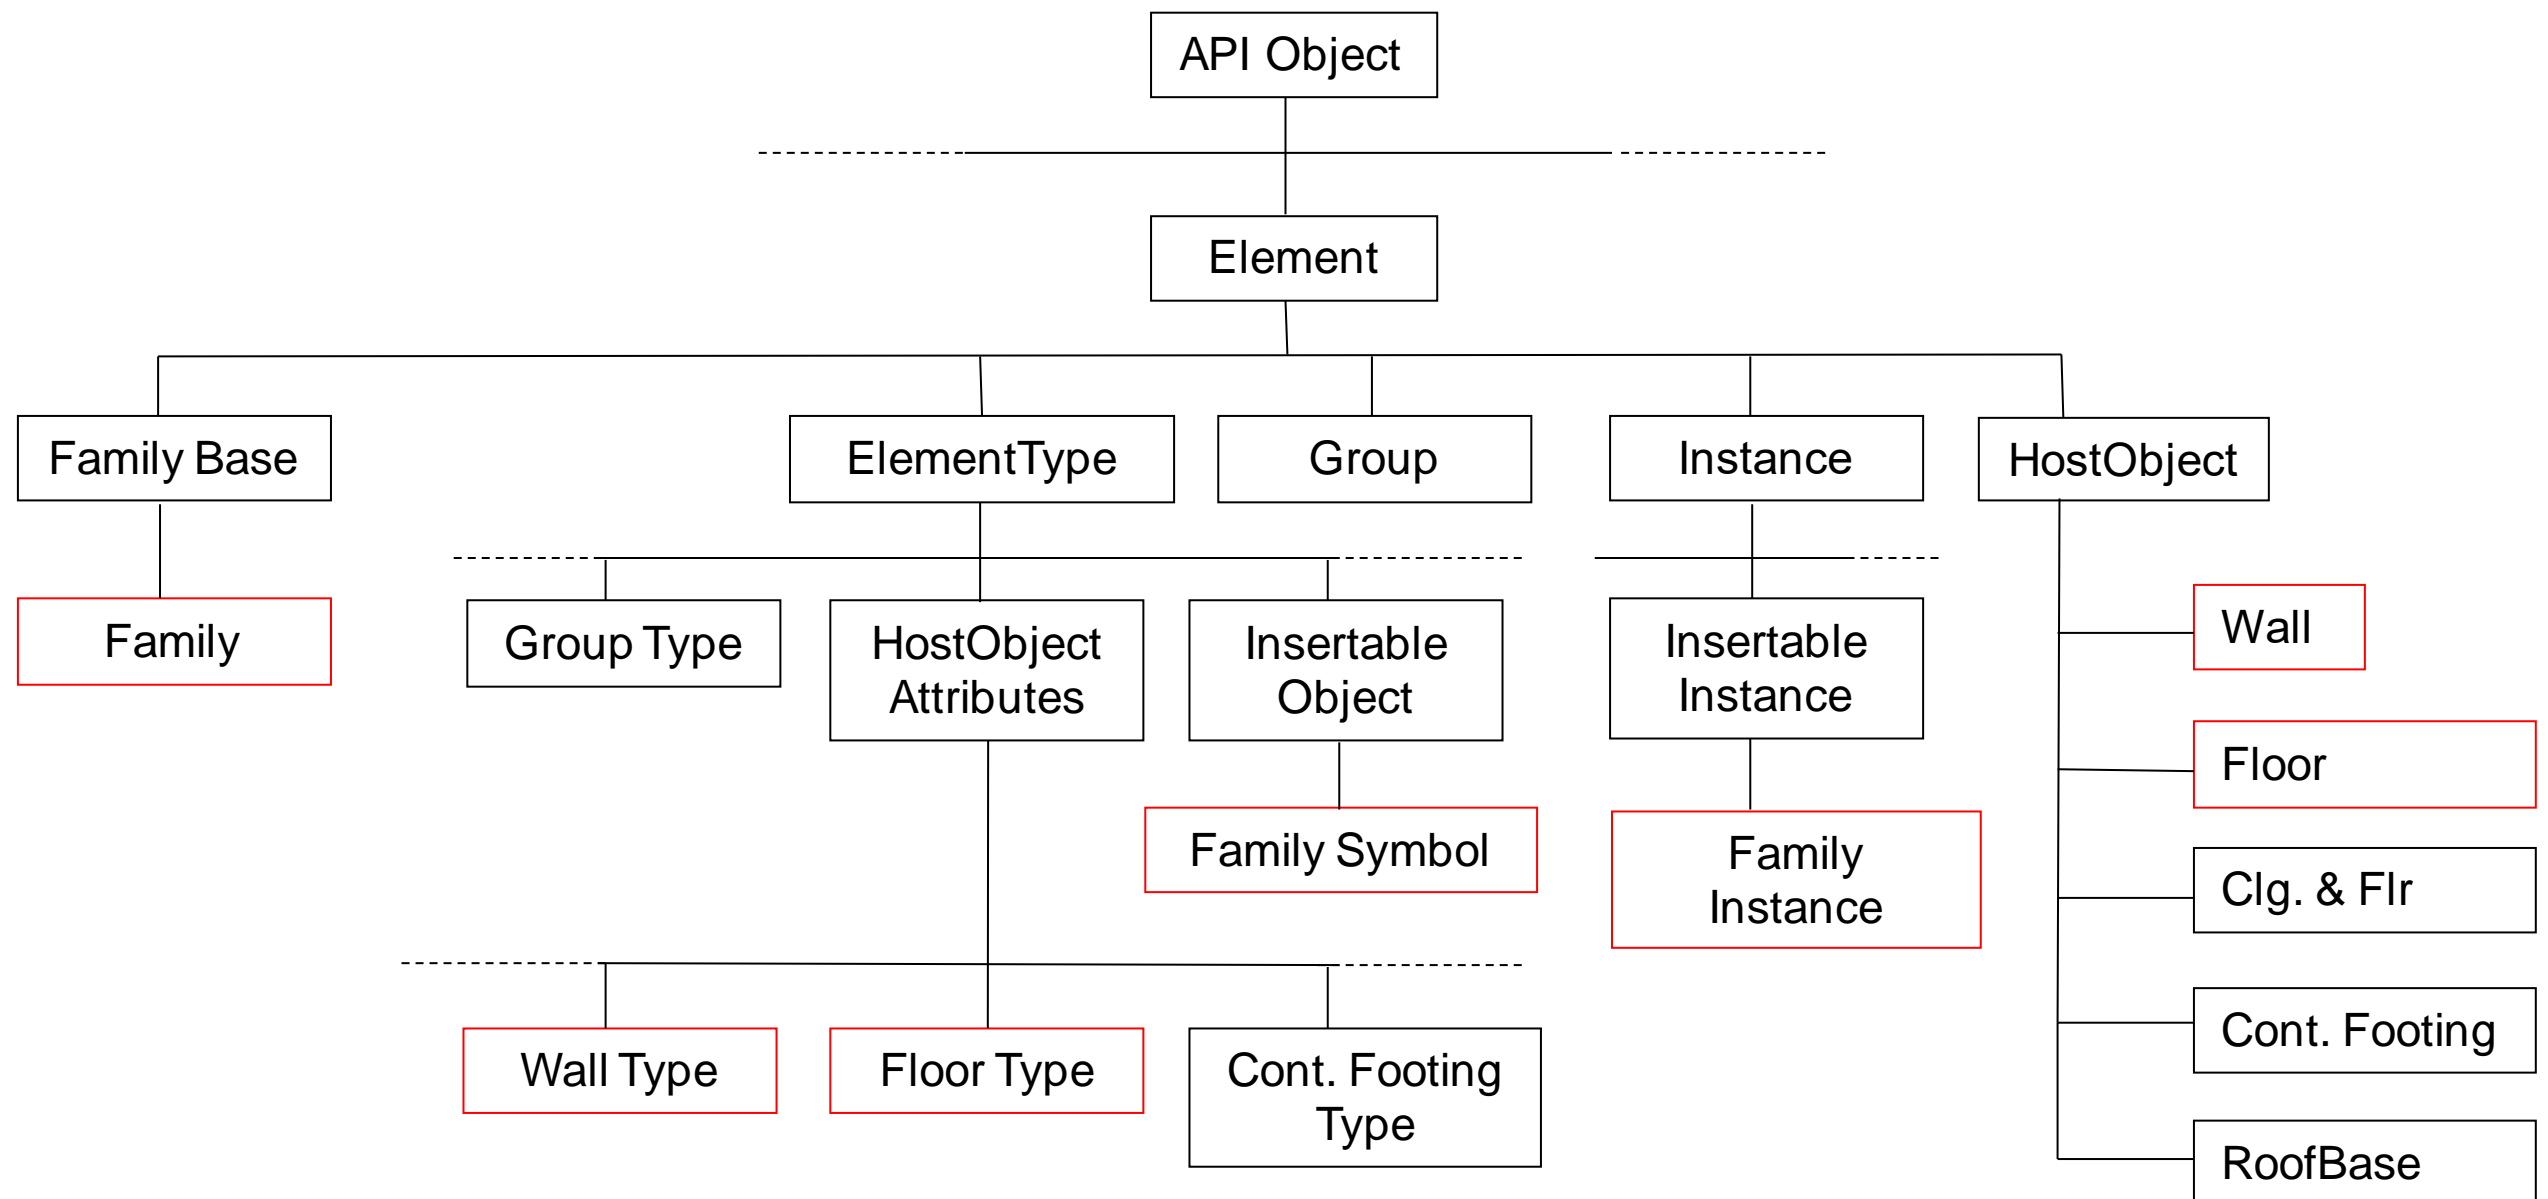 API Object
Element
Family Base
ElementType
Group
Instance
HostObject
Family
Group Type
HostObject
Attributes
Insertable
Object
Insertable
Instance
Wall
Floor
Family Symbol
Family
Instance
Clg. & Flr
Cont. Footing
Wall Type
Floor Type
Cont. Footing
Type
RoofBase